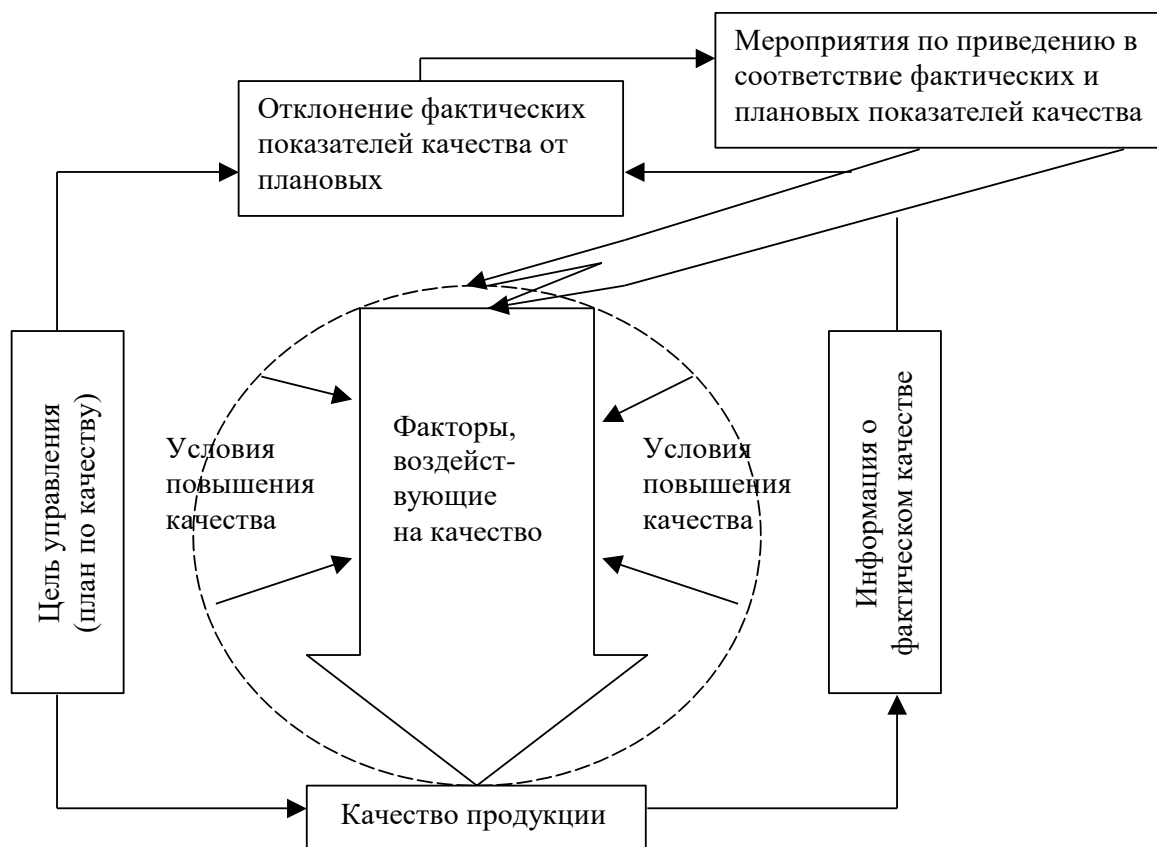 Мероприятия по приведению в
соответствие фактических и
плановых показателей качества
Отклонение фактических
показателей качества от
плановых
Цель управления
(план по качеству)
Условия
повышения
качества
Факторы,
воздейст-
вующие
на качество
Условия
повышения
качества
Информация о
фактическом качестве
Качество продукции